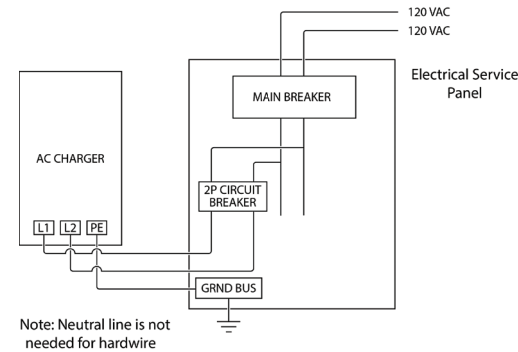 120 VAC
120 VAC
Electrical Service
Panel
MAIN BREAKER
AC CHARGER
2P CIRCUIT
BREAKER
L1 L2 PE
GRND BUS
Note: Neutral line is not
needed for hardwire